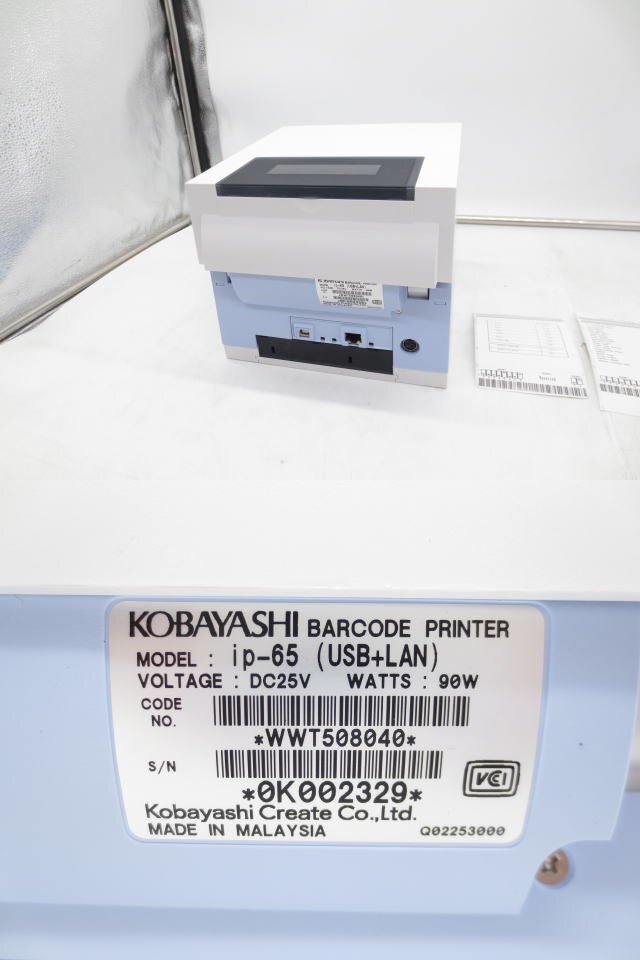 KOBAYASHI BARCODE PRINTER
MODEL : ip-65 (USB+LAN)
VOLTAGE : DC25V WATTS : 90W
CODE NO.
*WWT508040*
S/N
*0K002329*
VCCI
Kobayashi Create Co.,Ltd.
MADE IN MALAYSIA Q02253000